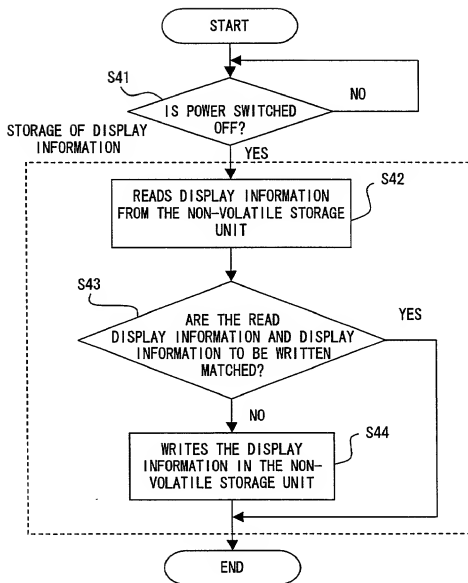 START
S41
NO
IS POWER SWITCHED
OFF?
STORAGE OF DISPLAY
INFORMATION
YES
S42
READS DISPLAY INFORMATION
FROM THE NON-VOLATILE STORAGE
UNIT
S43
ARE THE READ
DISPLAY INFORMATION AND DISPLAY
INFORMATION TO BE WRITTEN
MATCHED?
YES
NO
S44
WRITES THE DISPLAY
INFORMATION IN THE NON-
VOLATILE STORAGE UNIT
END